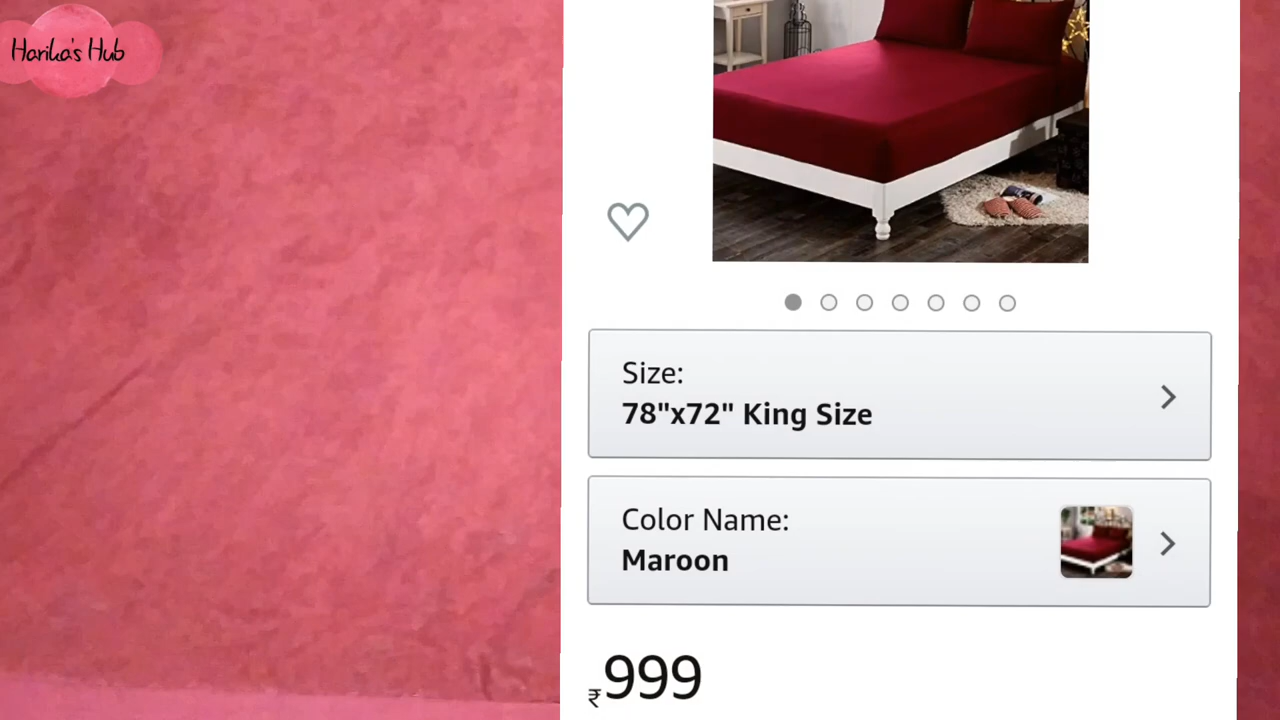 Harika's Hub
Size:
78"x72" King Size
Color Name:
Maroon
₹999